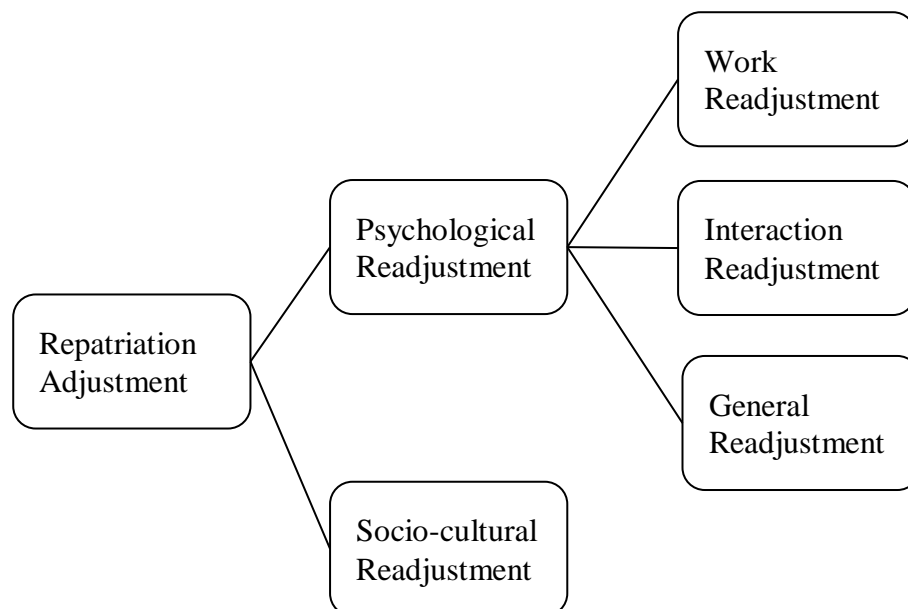 Work
Readjustment
Psychological
Readjustment
Interaction
Readjustment
Repatriation
Adjustment
General
Readjustment
Socio-cultural
Readjustment